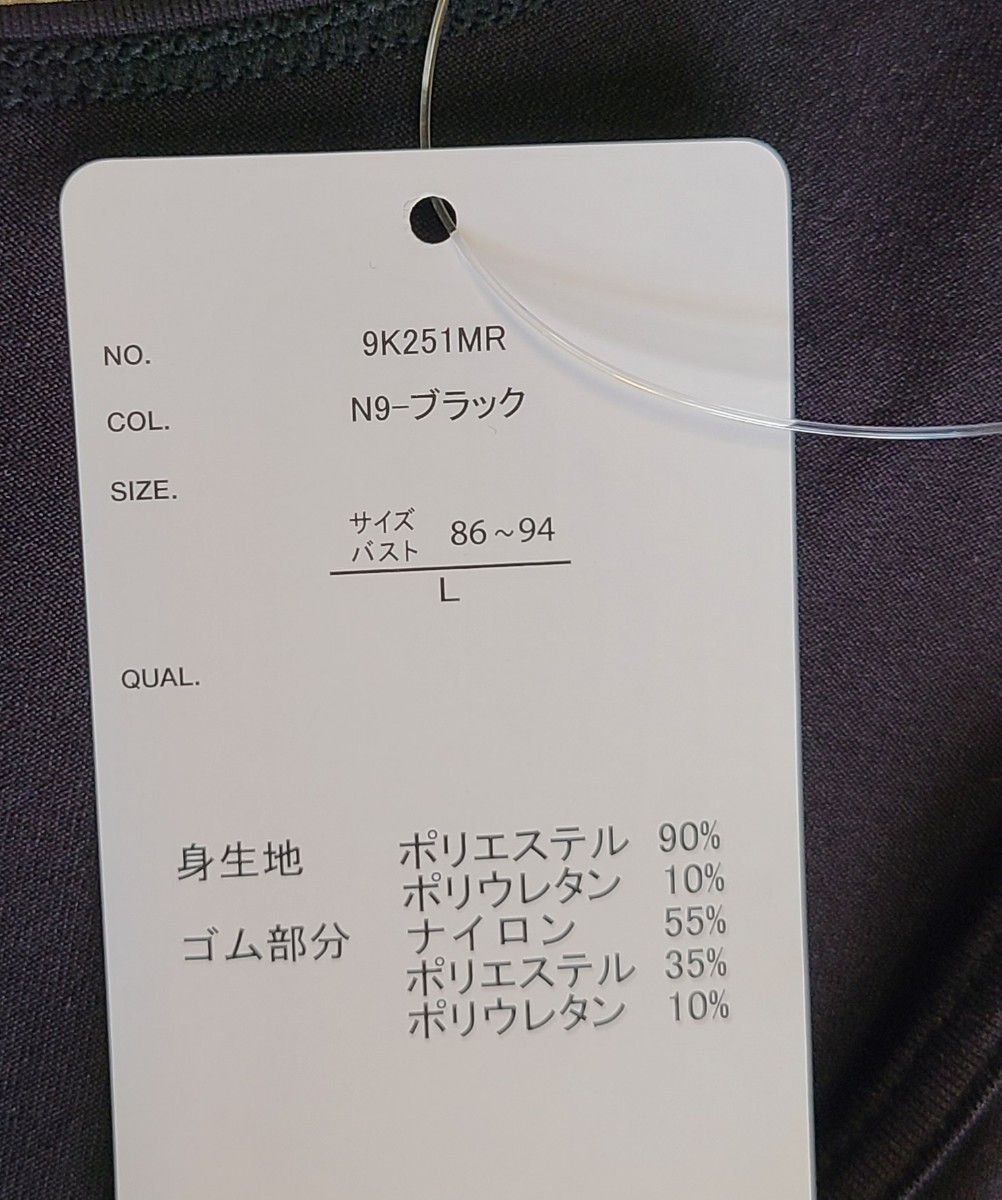 NO. 9K251MR
COL. N9-ブラック
SIZE.
サイズ
バスト 86~94
L
QUAL.
身生地 ポリエステル 90%
ポリウレタン 10%
ゴム部分 ナイロン 55%
ポリエステル 35%
ポリウレタン 10%